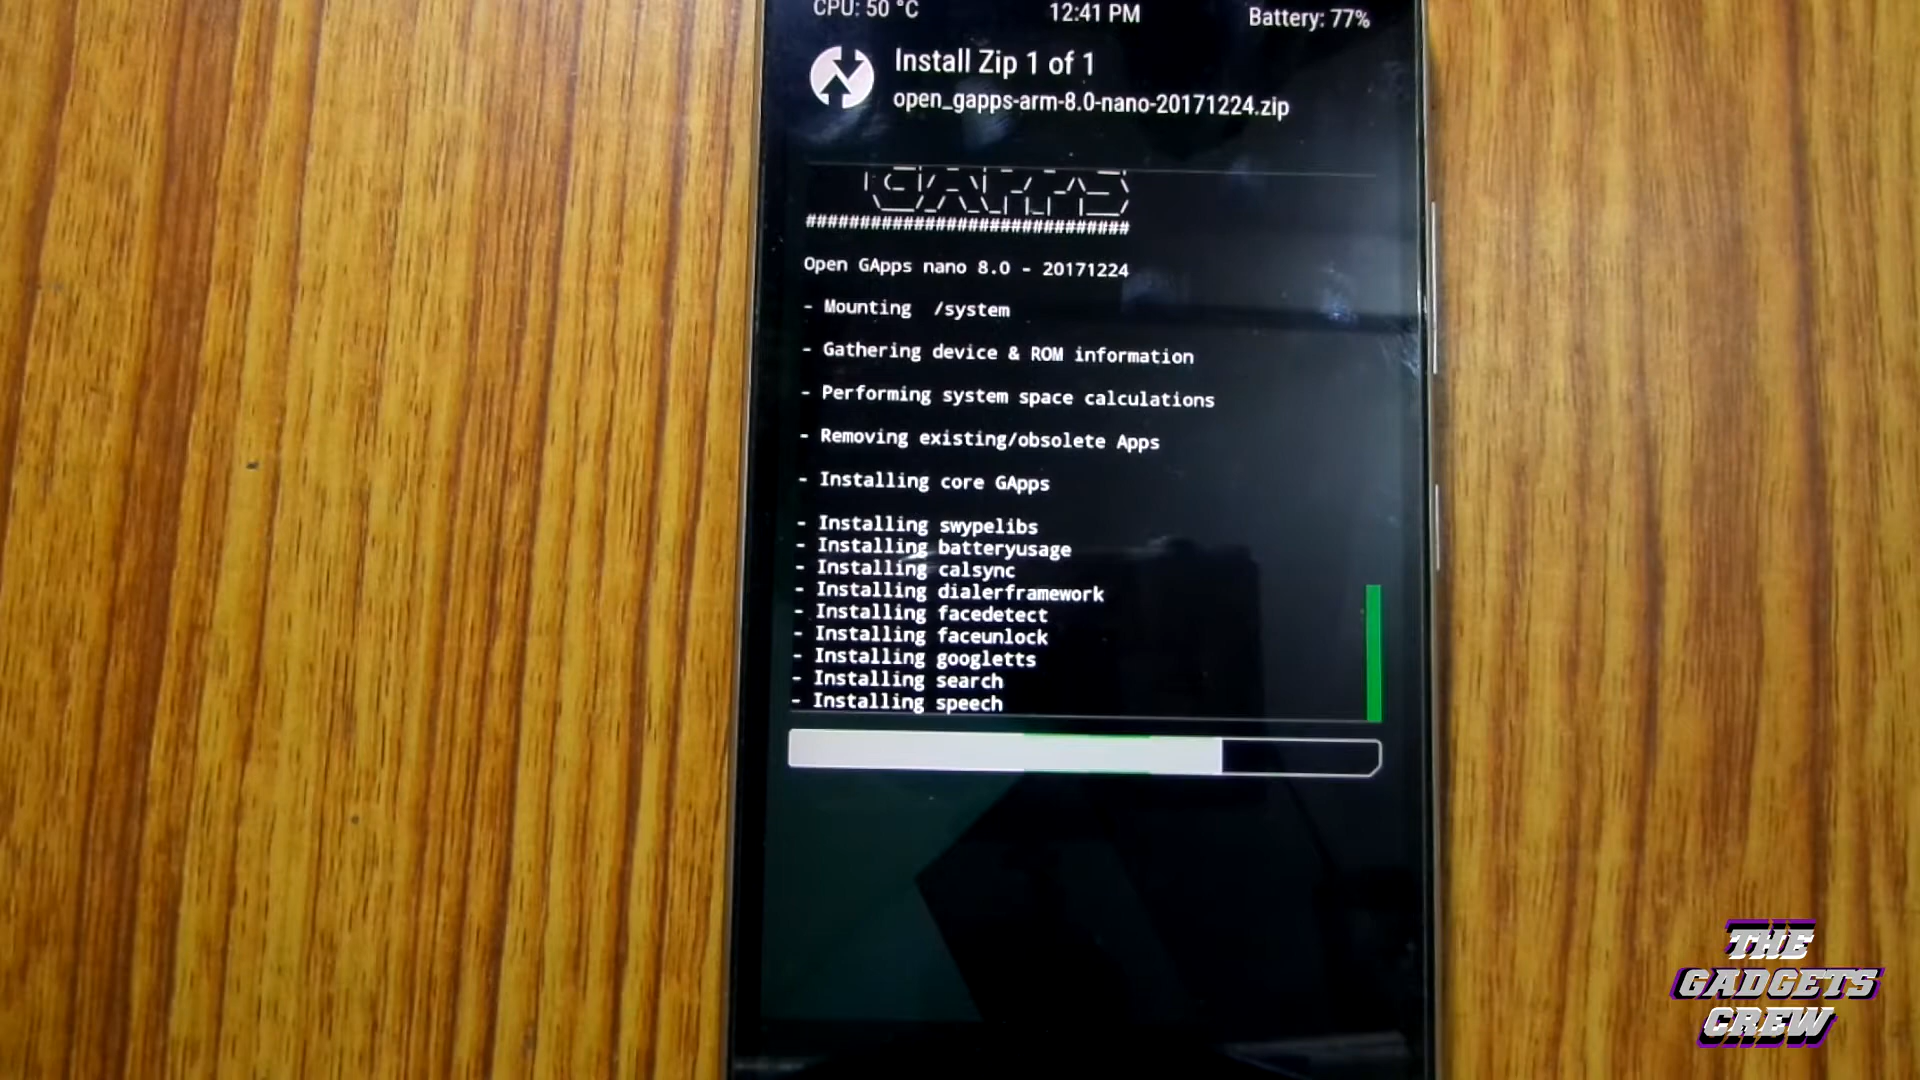 CPU: 50 °C 12:41 PM Battery: 77%
Install Zip 1 of 1
open_gapps-arm-8.0-nano-20171224.zip
##############################
Open GApps nano 8.0 - 20171224
- Mounting /system
- Gathering device & ROM information
- Performing system space calculations
- Removing existing/obsolete Apps
- Installing core GApps
- Installing swypelibs
- Installing batteryusage
- Installing calsync
- Installing dialerframework
- Installing facedetect
- Installing faceunlock
- Installing googletts
- Installing search
- Installing speech
THE
GADGETS
CREW